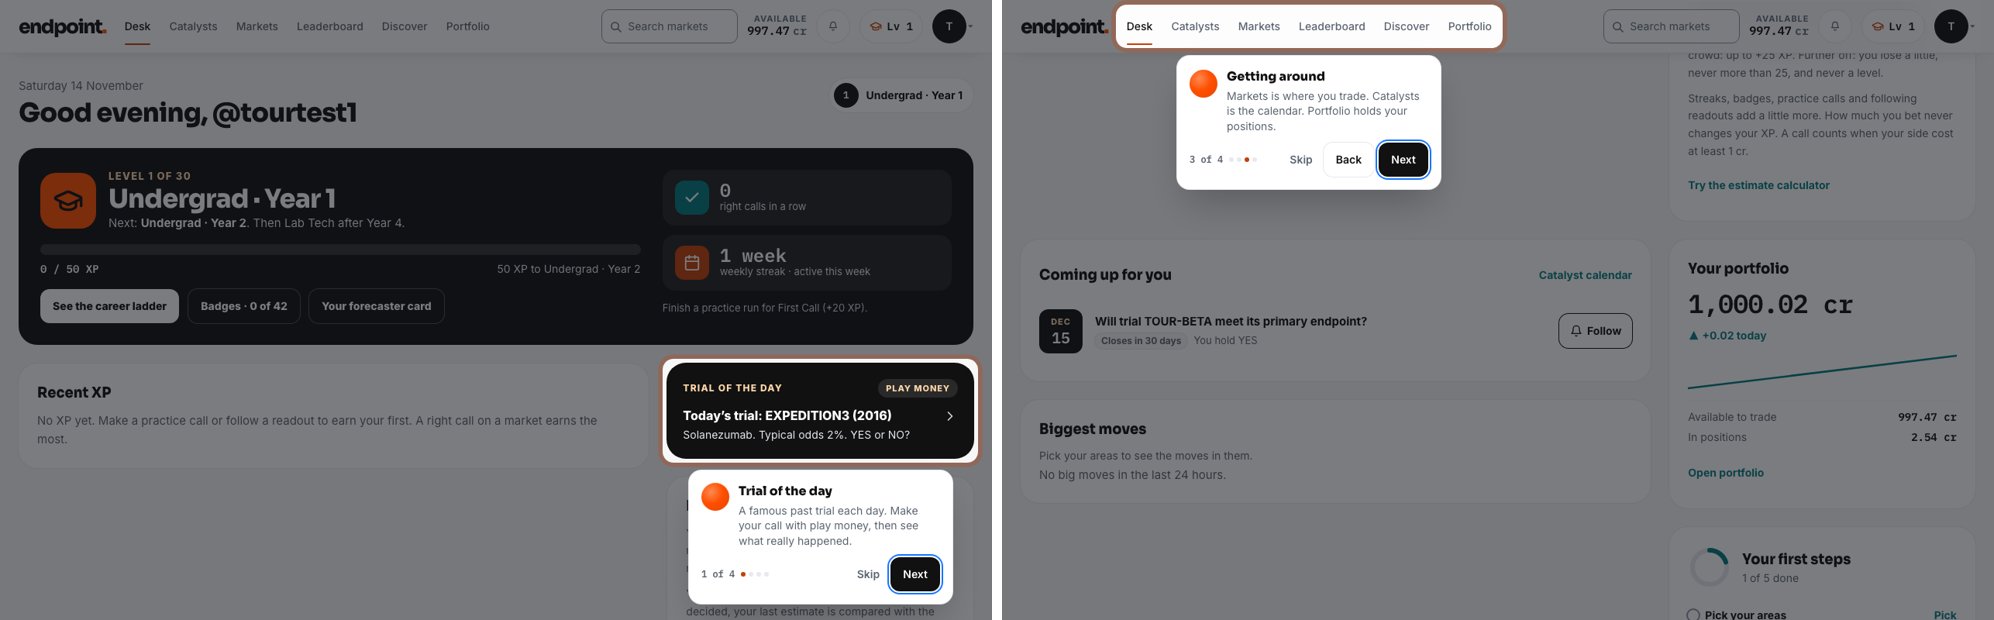 endpoint.
Desk
Catalysts
Markets
Leaderboard
Discover
Portfolio
Search markets
AVAILABLE
997.47 cr
Lv 1
T
Saturday 14 November
Good evening, @tourtest1
1
Undergrad · Year 1
LEVEL 1 OF 30
Undergrad · Year 1
Next: Undergrad · Year 2. Then Lab Tech after Year 4.
0 / 50 XP
50 XP to Undergrad · Year 2
See the career ladder
Badges · 0 of 42
Your forecaster card
0
right calls in a row
1 week
weekly streak · active this week
Finish a practice run for First Call (+20 XP).
Recent XP
No XP yet. Make a practice call or follow a readout to earn your first. A right call on a market earns the
most.
TRIAL OF THE DAY
PLAY MONEY
Today's trial: EXPEDITION3 (2016)
Solanezumab. Typical odds 2%. YES or NO?
Trial of the day
A famous past trial each day. Make
your call with play money, then see
what really happened.
1 of 4
Skip
Next
decided, your last estimate is compared with the
endpoint.
Desk
Catalysts
Markets
Leaderboard
Discover
Portfolio
Search markets
AVAILABLE
997.47 cr
Lv 1
T
Getting around
Markets is where you trade. Catalysts
is the calendar. Portfolio holds your
positions.
3 of 4
Skip
Back
Next
crowd: up to +25 XP. Further off: you lose a little,
never more than 25, and never a level.
Streaks, badges, practice calls and following
readouts add a little more. How much you bet never
changes your XP. A call counts when your side cost
at least 1 cr.
Try the estimate calculator
Coming up for you
Catalyst calendar
DEC
15
Will trial TOUR-BETA meet its primary endpoint?
Closes in 30 days
You hold YES
Follow
Biggest moves
Pick your areas to see the moves in them.
No big moves in the last 24 hours.
Your portfolio
1,000.02 cr
▲ +0.02 today
Available to trade
997.47 cr
In positions
2.54 cr
Open portfolio
Your first steps
1 of 5 done
Pick your areas
Pick